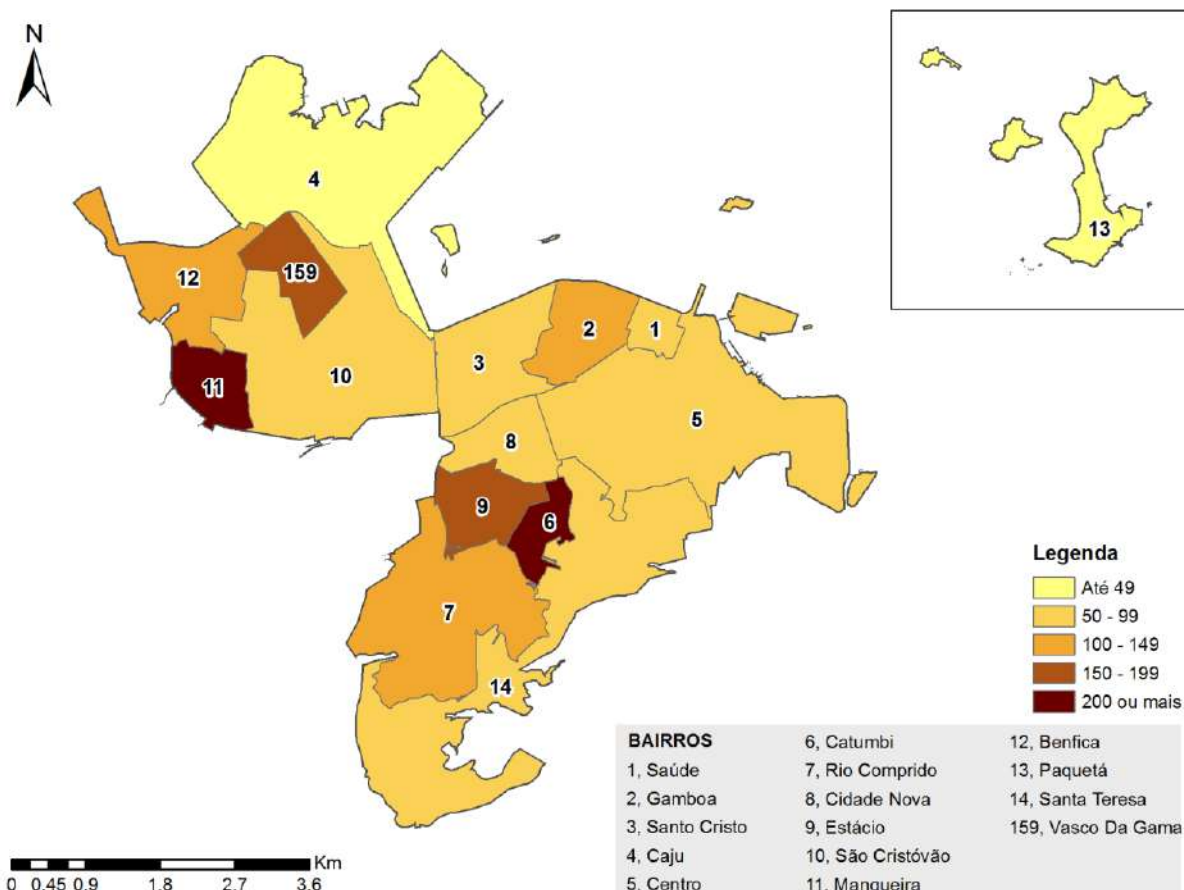 N
4
13
12
159
2
1
3
11
10
5
8
9
6
7
14
Legenda
Até 49
50 - 99
100 - 149
150 - 199
200 ou mais
BAIRROS
1, Saúde
2, Gamboa
3, Santo Cristo
4, Caju
5, Centro
6, Catumbi
7, Rio Comprido
8, Cidade Nova
9, Estácio
10, São Cristóvão
11, Mangueira
12, Benfica
13, Paquetá
14, Santa Teresa
159, Vasco Da Gama
Km
0 0.45 0.9 1.8 2.7 3.6